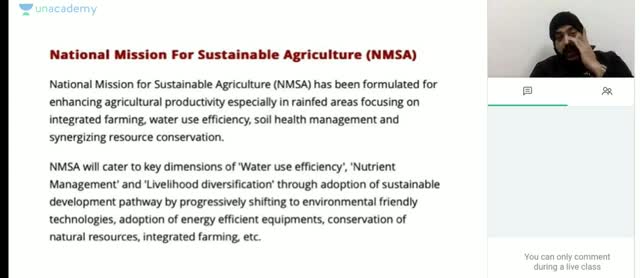 unacademy
National Mission For Sustainable Agriculture (NMSA)
National Mission for Sustainable Agriculture (NMSA) has been formulated for
enhancing agricultural productivity especially in rainfed areas focusing on
integrated farming, water use efficiency, soil health management and
synergizing resource conservation.
NMSA will cater to key dimensions of 'Water use efficiency', 'Nutrient
Management' and 'Livelihood diversification' through adoption of sustainable
development pathway by progressively shifting to environmental friendly
technologies, adoption of energy efficient equipments, conservation of
natural resources, integrated farming, etc.
You can only comment
during a live class